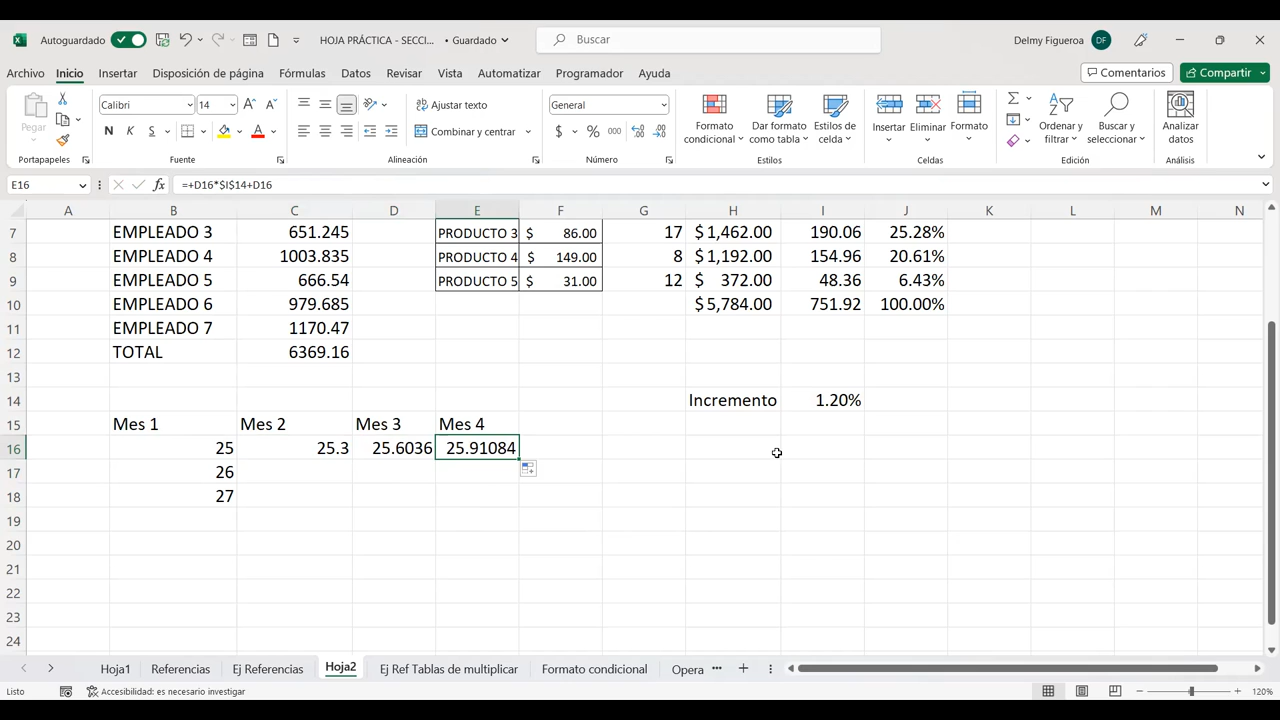 Autoguardado HOJA PRÁCTICA - SECCI... • Guardado Buscar Delmy Figueroa DF
Archivo Inicio Insertar Disposición de página Fórmulas Datos Revisar Vista Automatizar Programador Ayuda Comentarios Compartir
Pegar Calibri 14 Ajustar texto General Formato condicional Dar formato como tabla Estilos de celda Insertar Eliminar Formato Ordenar y filtrar Buscar y seleccionar Analizar datos
N K S Combinar y centrar $ % 000
Portapapeles Fuente Alineación Número Estilos Celdas Edición Análisis
E16 fx =+D16*$I$14+D16
A B C D E F G H I J K L M N
7 EMPLEADO 3 651.245 PRODUCTO 3 $ 86.00 17 $ 1,462.00 190.06 25.28%
8 EMPLEADO 4 1003.835 PRODUCTO 4 $ 149.00 8 $ 1,192.00 154.96 20.61%
9 EMPLEADO 5 666.54 PRODUCTO 5 $ 31.00 12 $ 372.00 48.36 6.43%
10 EMPLEADO 6 979.685 $ 5,784.00 751.92 100.00%
11 EMPLEADO 7 1170.47
12 TOTAL 6369.16
13
14 Incremento 1.20%
15 Mes 1 Mes 2 Mes 3 Mes 4
16 25 25.3 25.6036 25.91084
17 26
18 27
19
20
21
22
23
24
Hoja1 Referencias Ej Referencias Hoja2 Ej Ref Tablas de multiplicar Formato condicional Opera ...
Listo Accesibilidad: es necesario investigar 120%